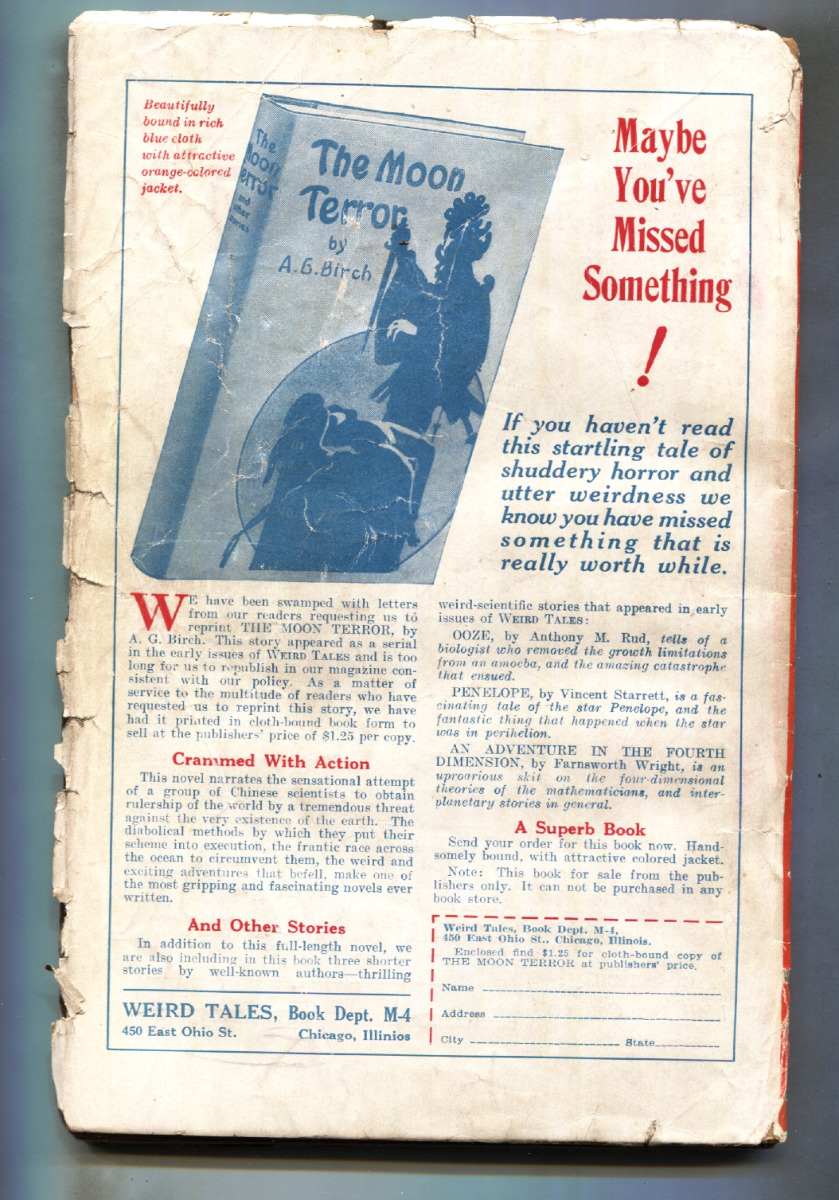 Beautifully
bound in rich
blue cloth
with attractive
orange-colored
jacket.
The
Moon
Terror
and
other
stories
The Moon
Terror
by
A.G.Birch
Maybe
You've
Missed
Something
!
If you haven't read
this startling tale of
shuddery horror and
utter weirdness we
know you have missed
something that is
really worth while.
WE have been swamped with letters
from our readers requesting us to
reprint THE MOON TERROR, by
A. G. Birch. This story appeared as a serial
in the early issues of WEIRD TALES and is too
long for us to republish in our magazine con-
sistent with our policy. As a matter of
service to the multitude of readers who have
requested us to reprint this story, we have
had it printed in cloth-bound book form to
sell at the publishers' price of $1.25 per copy.
Crammed With Action
This novel narrates the sensational attempt
of a group of Chinese scientists to obtain
rulership of the world by a tremendous threat
against the very existence of the earth. The
diabolical methods by which they put their
scheme into execution, the frantic race across
the ocean to circumvent them, the weird and
exciting adventures that befell, make one of
the most gripping and fascinating novels ever
written.
And Other Stories
In addition to this full-length novel, we
are also including in this book three shorter
stories by well-known authors—thrilling
WEIRD TALES, Book Dept. M-4
450 East Ohio St. Chicago, Illinios
weird-scientific stories that appeared in early
issues of WEIRD TALES:
OOZE, by Anthony M. Rud, tells of a
biologist who removed the growth limitations
from an amoeba, and the amazing catastrophe
that ensued.
PENELOPE, by Vincent Starrett, is a fas-
cinating tale of the star Penelope, and the
fantastic thing that happened when the star
was in perihelion.
AN ADVENTURE IN THE FOURTH
DIMENSION, by Farnsworth Wright, is an
uproarious skit on the four-dimensional
theories of the mathematicians, and inter-
planetary stories in general.
A Superb Book
Send your order for this book now. Hand-
somely bound, with attractive colored jacket.
Note: This book for sale from the pub-
lishers only. It can not be purchased in any
book store.
Weird Tales, Book Dept. M-4,
450 East Ohio St., Chicago, Illinois.
Enclosed find $1.25 for cloth-bound copy of
THE MOON TERROR at publishers' price.
Name
Address
City State